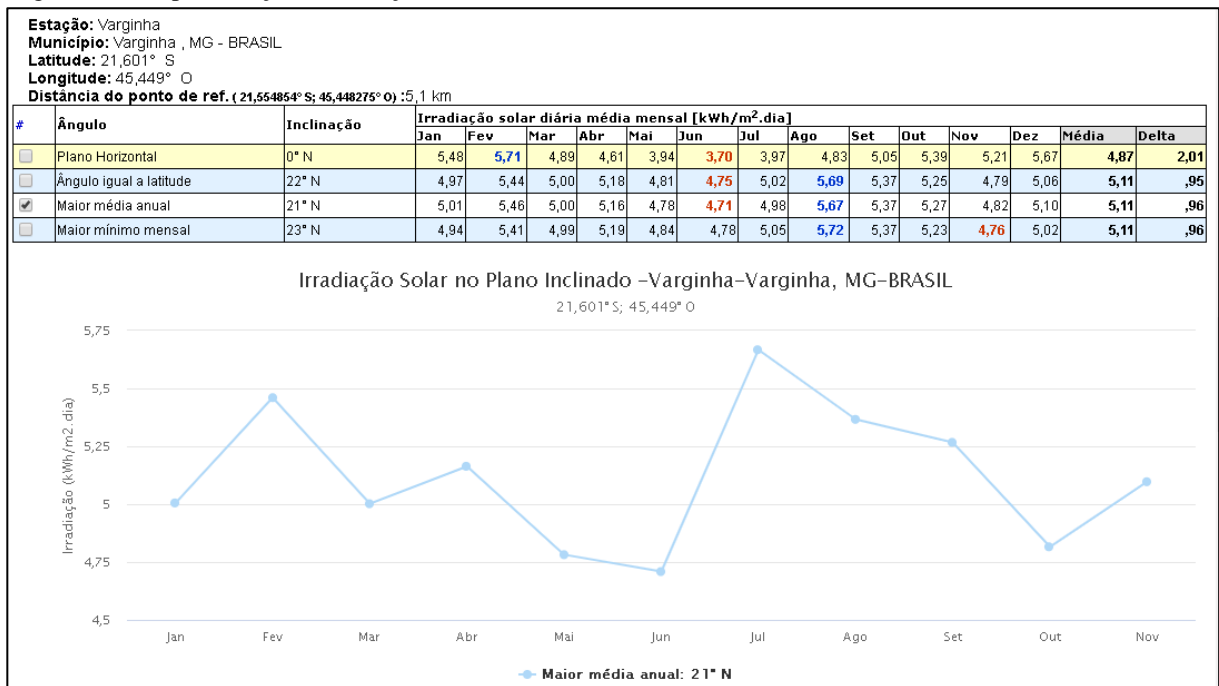 Estação: Varginha
Município: Varginha , MG - BRASIL
Latitude: 21,601° S
Longitude: 45,449° O
Distância do ponto de ref. ( 21,554854° S; 45,448275° O) :5,1 km
# Ângulo Inclinação Irradiação solar diária média mensal [kWh/m2.dia]
Jan Fev Mar Abr Mai Jun Jul Ago Set Out Nov Dez Média Delta
Plano Horizontal 0° N 5,48 5,71 4,89 4,61 3,94 3,70 3,97 4,83 5,05 5,39 5,21 5,67 4,87 2,01
Ângulo igual a latitude 22° N 4,97 5,44 5,00 5,18 4,81 4,75 5,02 5,69 5,37 5,25 4,79 5,06 5,11 ,95
Maior média anual 21° N 5,01 5,46 5,00 5,16 4,78 4,71 4,98 5,67 5,37 5,27 4,82 5,10 5,11 ,96
Maior mínimo mensal 23° N 4,94 5,41 4,99 5,19 4,84 4,78 5,05 5,72 5,37 5,23 4,76 5,02 5,11 ,96
Irradiação Solar no Plano Inclinado –Varginha–Varginha, MG–BRASIL
21,601° S; 45,449° O
Irradiação (kWh/m2.dia)
5,75
5,5
5,25
5
4,75
4,5
Jan Fev Mar Abr Mai Jun Jul Ago Set Out Nov
Maior média anual: 21° N